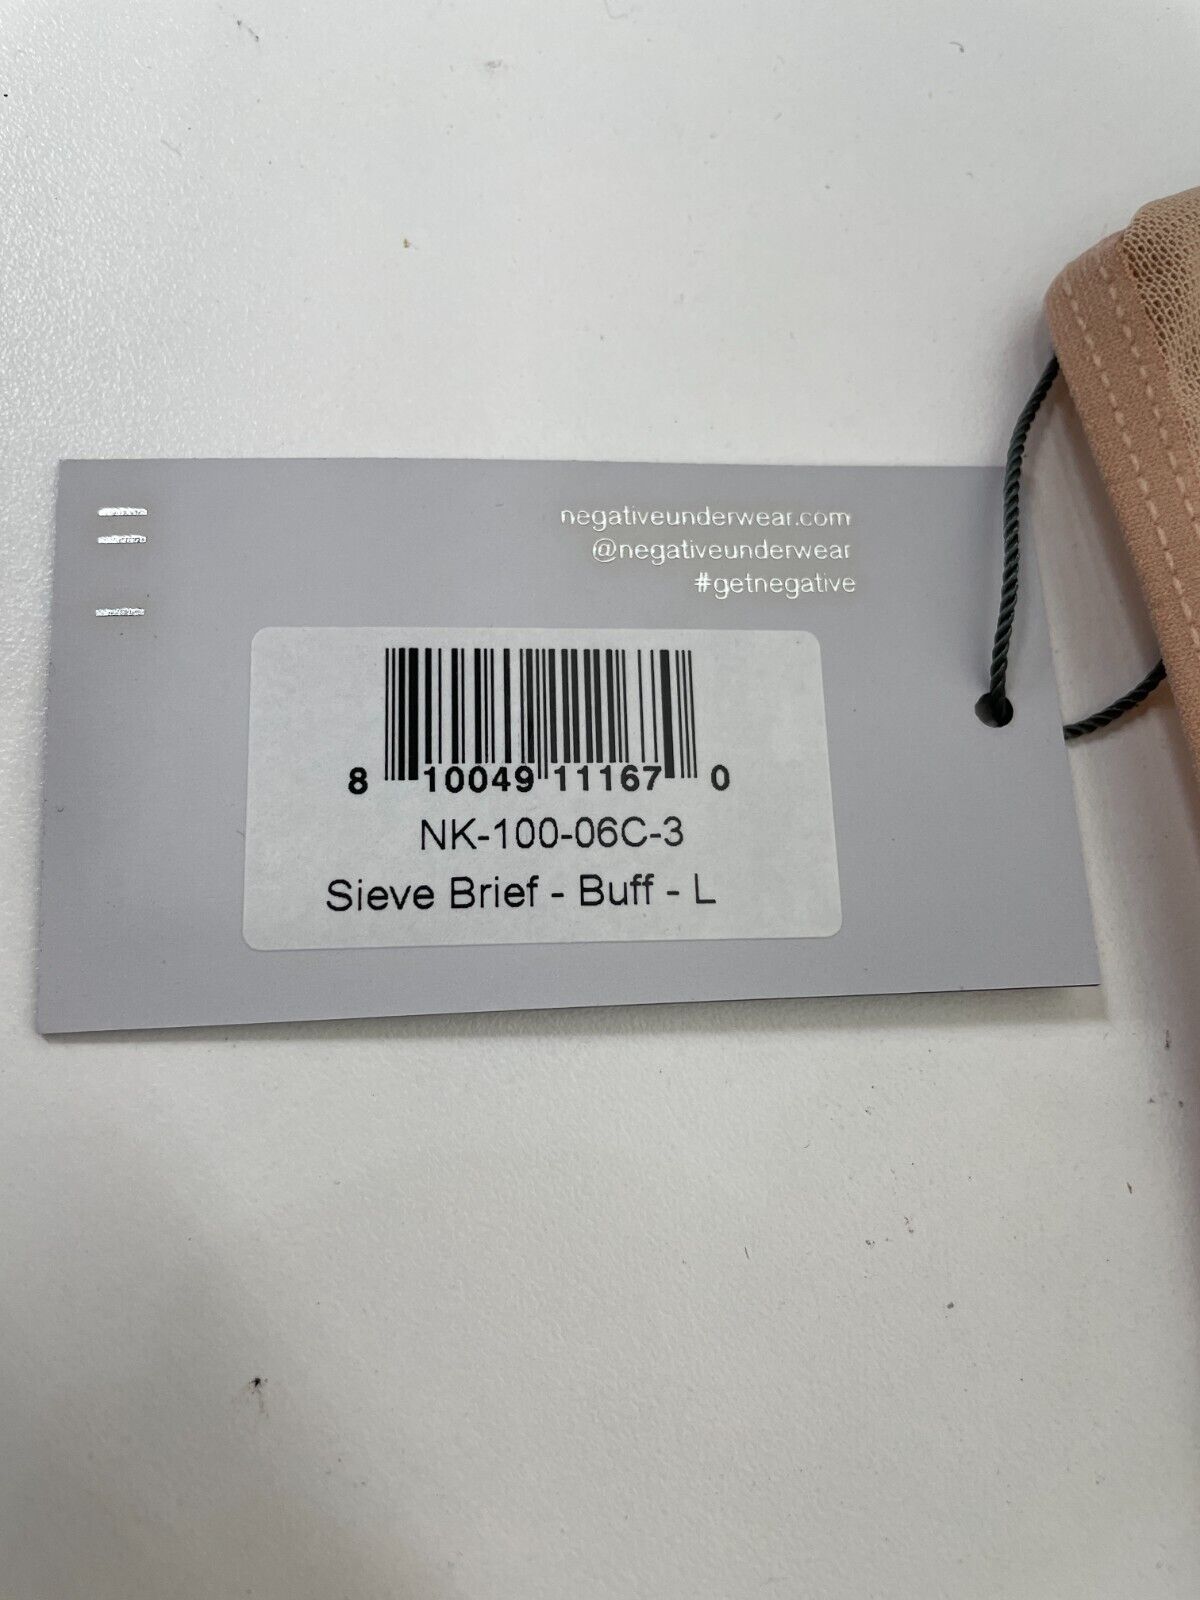 negativeunderwear.com
@negativeunderwear
#getnegative
8 10049 11167 0
NK-100-06C-3
Sieve Brief - Buff - L